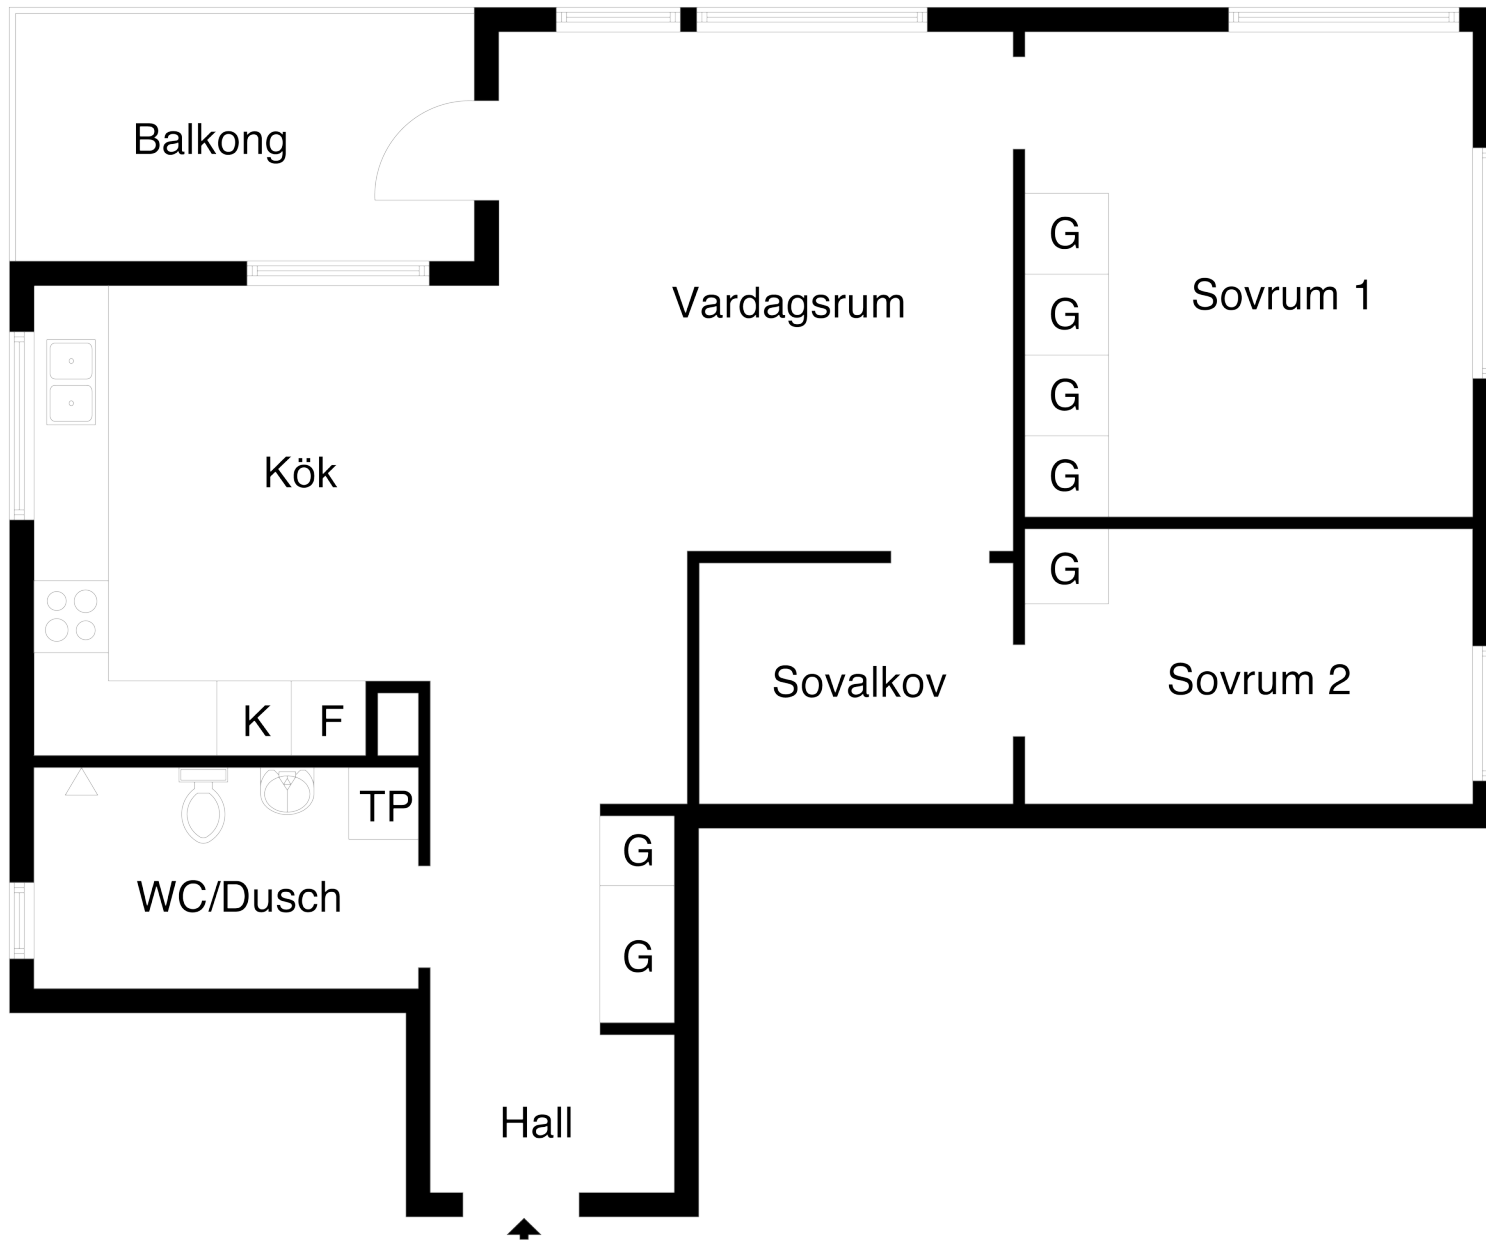 Balkong
G
Sovrum 1
Vardagsrum
G
G
Kök
G
G
Sovalkov
Sovrum 2
K
F
TP
G
WC/Dusch
G
Hall